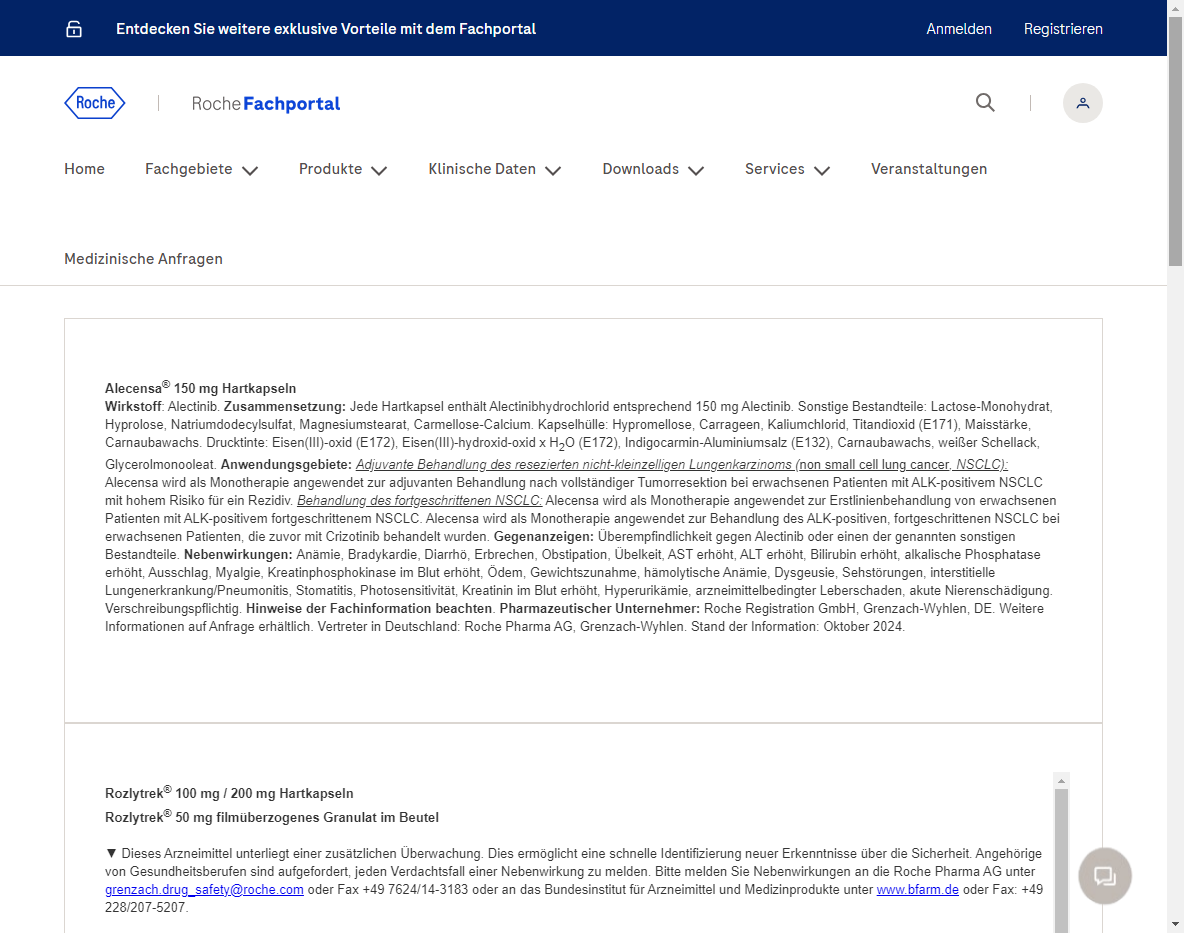 Entdecken Sie weitere exklusive Vorteile mit dem Fachportal
Anmelden
Registrieren
Roche
Roche Fachportal
Home
Fachgebiete
Produkte
Klinische Daten
Downloads
Services
Veranstaltungen
Medizinische Anfragen
Alecensa® 150 mg Hartkapseln
Wirkstoff: Alectinib. Zusammensetzung: Jede Hartkapsel enthält Alectinibhydrochlorid entsprechend 150 mg Alectinib. Sonstige Bestandteile: Lactose-Monohydrat,
Hyprolose, Natriumdodecylsulfat, Magnesiumstearat, Carmellose-Calcium. Kapselhülle: Hypromellose, Carrageen, Kaliumchlorid, Titandioxid (E171), Maisstärke,
Carnaubawachs. Drucktinte: Eisen(III)-oxid (E172), Eisen(III)-hydroxid-oxid x H2O (E172), Indigocarmin-Aluminiumsalz (E132), Carnaubawachs, weißer Schellack,
Glycerolmonooleat. Anwendungsgebiete: Adjuvante Behandlung des resezierten nicht-kleinzelligen Lungenkarzinoms (non small cell lung cancer, NSCLC):
Alecensa wird als Monotherapie angewendet zur adjuvanten Behandlung nach vollständiger Tumorresektion bei erwachsenen Patienten mit ALK-positivem NSCLC
mit hohem Risiko für ein Rezidiv. Behandlung des fortgeschrittenen NSCLC: Alecensa wird als Monotherapie angewendet zur Erstlinienbehandlung von erwachsenen
Patienten mit ALK-positivem fortgeschrittenem NSCLC. Alecensa wird als Monotherapie angewendet zur Behandlung des ALK-positiven, fortgeschrittenen NSCLC bei
erwachsenen Patienten, die zuvor mit Crizotinib behandelt wurden. Gegenanzeigen: Überempfindlichkeit gegen Alectinib oder einen der genannten sonstigen
Bestandteile. Nebenwirkungen: Anämie, Bradykardie, Diarrhö, Erbrechen, Obstipation, Übelkeit, AST erhöht, ALT erhöht, Bilirubin erhöht, alkalische Phosphatase
erhöht, Ausschlag, Myalgie, Kreatinphosphokinase im Blut erhöht, Ödem, Gewichtszunahme, hämolytische Anämie, Dysgeusie, Sehstörungen, interstitielle
Lungenerkrankung/Pneumonitis, Stomatitis, Photosensitivität, Kreatinin im Blut erhöht, Hyperurikämie, arzneimittelbedingter Leberschaden, akute Nierenschädigung.
Verschreibungspflichtig. Hinweise der Fachinformation beachten. Pharmazeutischer Unternehmer: Roche Registration GmbH, Grenzach-Wyhlen, DE. Weitere
Informationen auf Anfrage erhältlich. Vertreter in Deutschland: Roche Pharma AG, Grenzach-Wyhlen. Stand der Information: Oktober 2024.
Rozlytrek® 100 mg / 200 mg Hartkapseln
Rozlytrek® 50 mg filmüberzogenes Granulat im Beutel
▼ Dieses Arzneimittel unterliegt einer zusätzlichen Überwachung. Dies ermöglicht eine schnelle Identifizierung neuer Erkenntnisse über die Sicherheit. Angehörige
von Gesundheitsberufen sind aufgefordert, jeden Verdachtsfall einer Nebenwirkung zu melden. Bitte melden Sie Nebenwirkungen an die Roche Pharma AG unter
grenzach.drug_safety@roche.com oder Fax +49 7624/14-3183 oder an das Bundesinstitut für Arzneimittel und Medizinprodukte unter www.bfarm.de oder Fax: +49
228/207-5207.